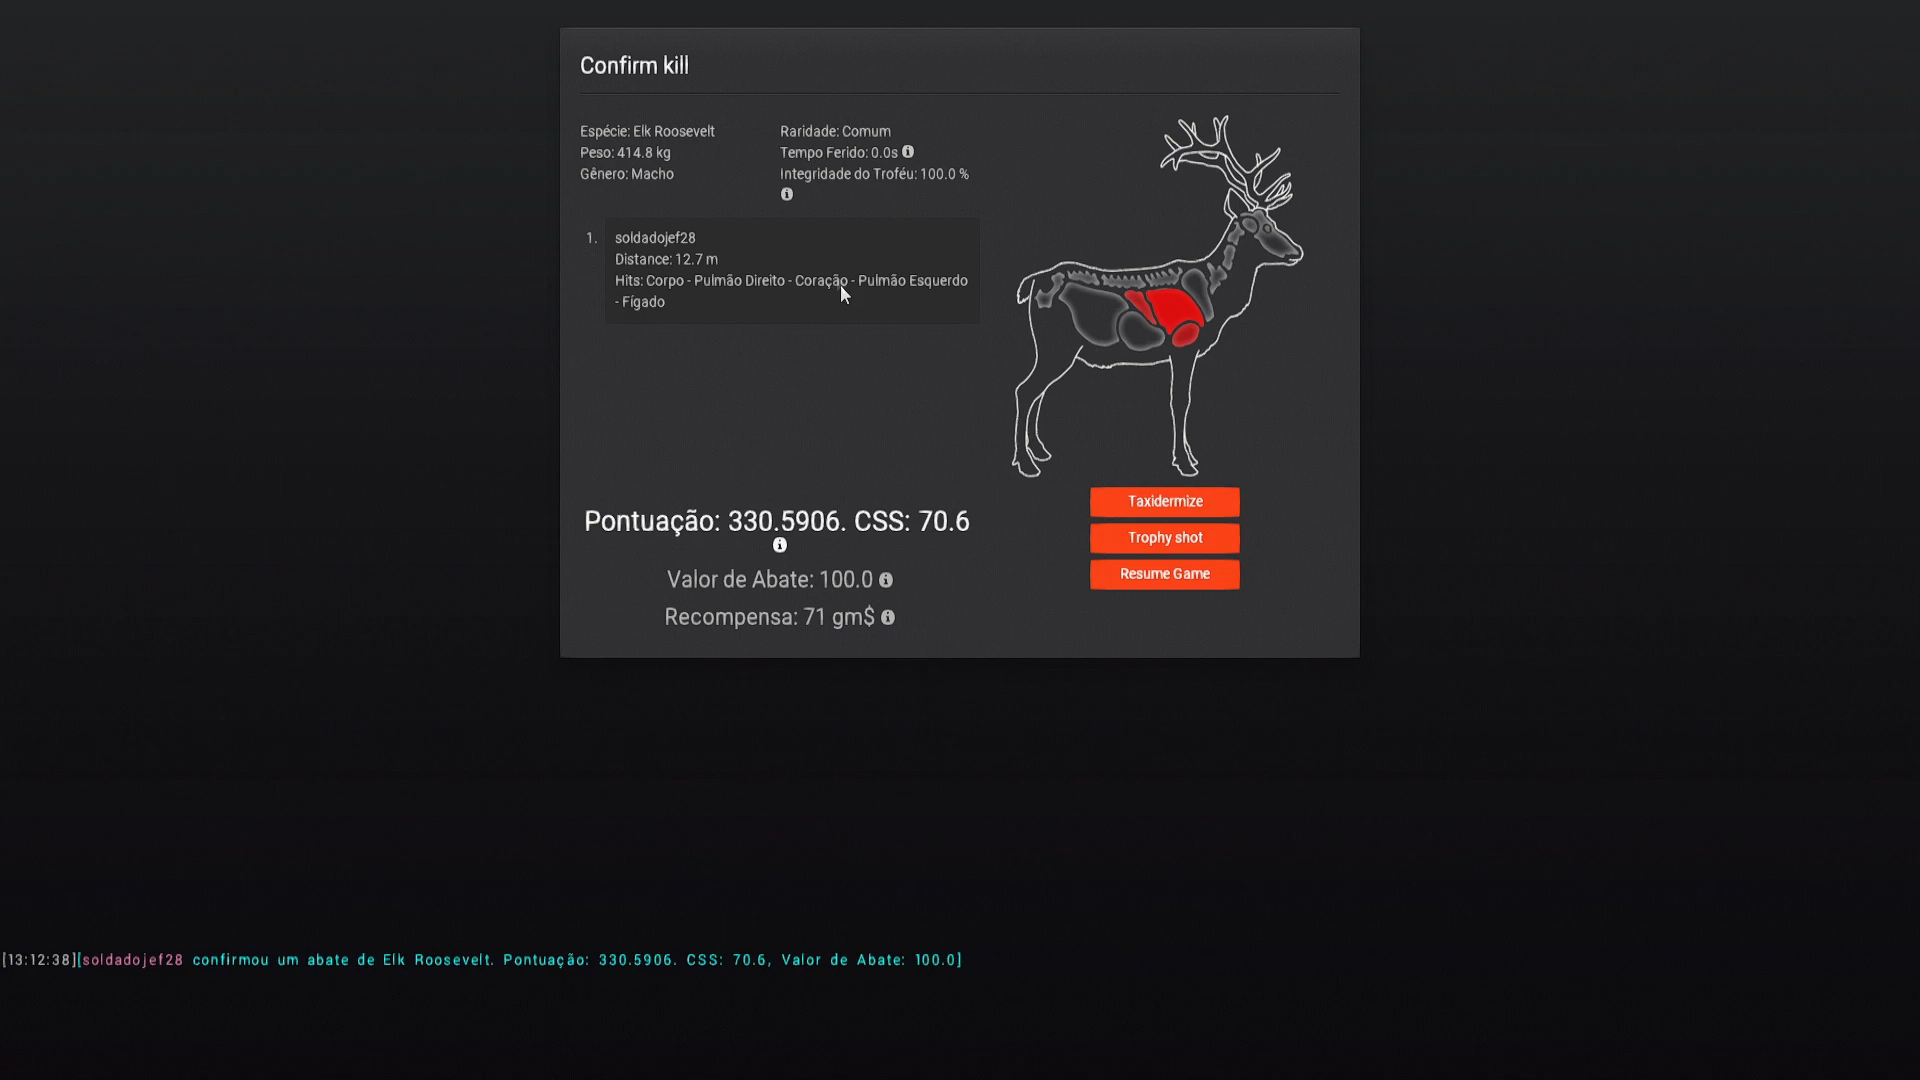 Confirm kill
Espécie: Elk Roosevelt
Peso: 414.8 kg
Gênero: Macho
Raridade: Comum
Tempo Ferido: 0.0s
Integridade do Troféu: 100.0 %
1.
soldadojef28
Distance: 12.7 m
Hits: Corpo - Pulmão Direito - Coração - Pulmão Esquerdo
- Fígado
Pontuação: 330.5906. CSS: 70.6
Valor de Abate: 100.0
Recompensa: 71 gm$
Taxidermize
Trophy shot
Resume Game
[13:12:38][soldadojef28 confirmou um abate de Elk Roosevelt. Pontuação: 330.5906. CSS: 70.6, Valor de Abate: 100.0]